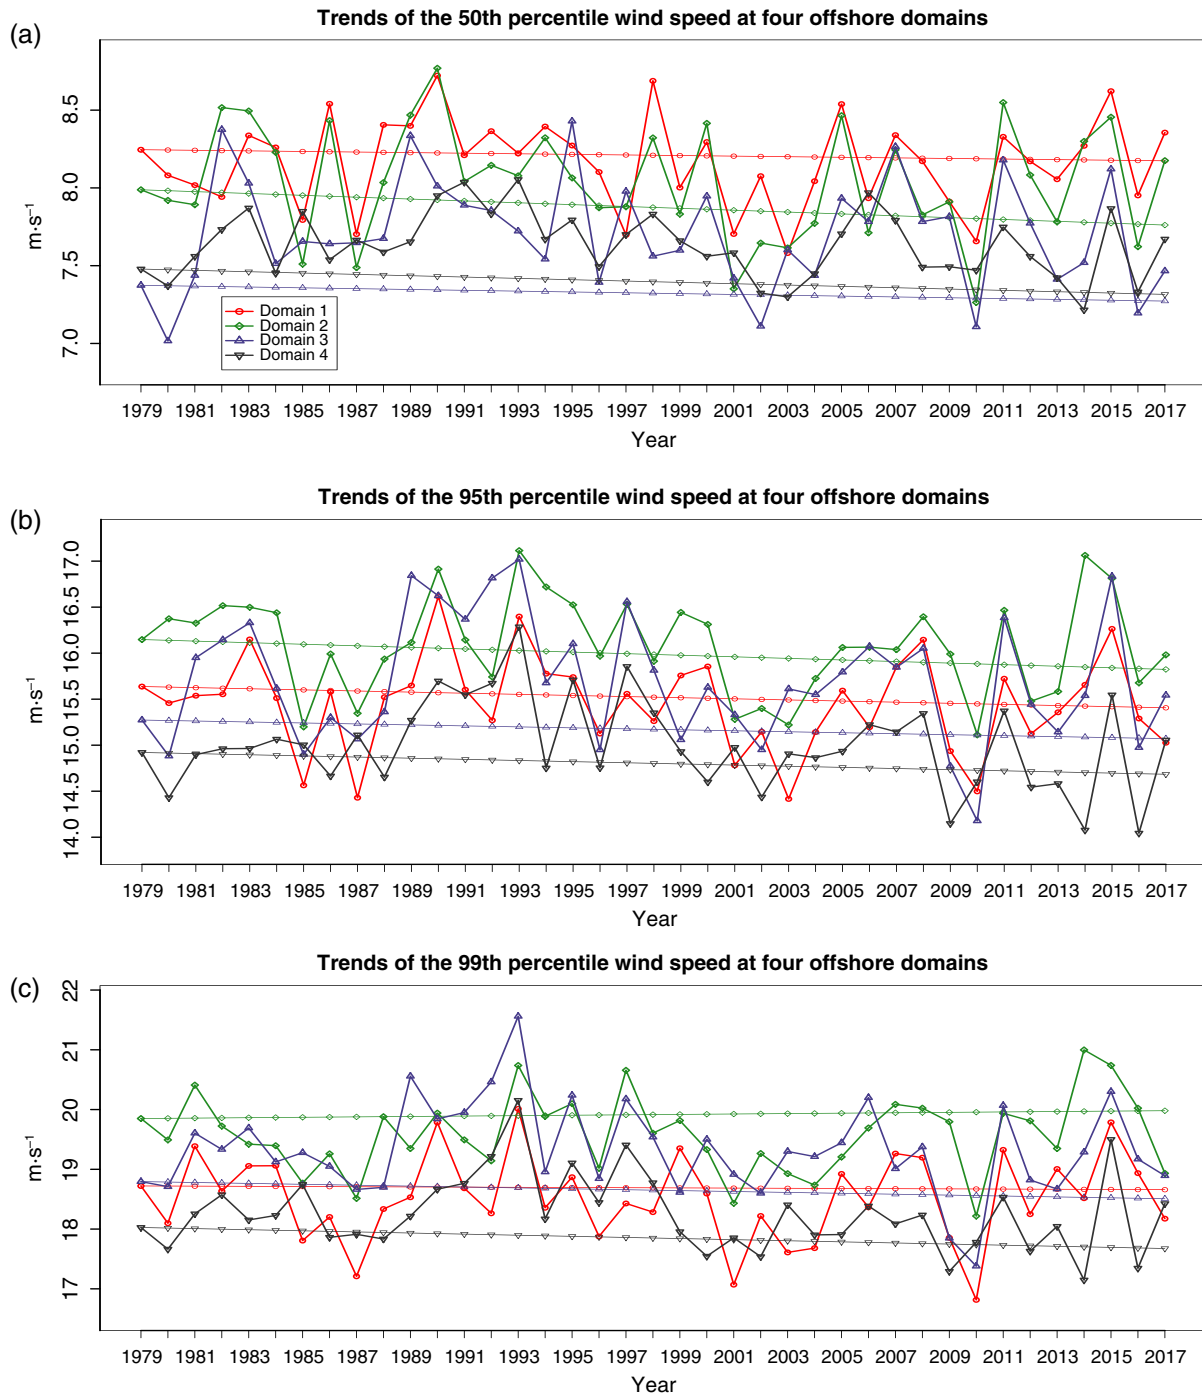 (a)
Trends of the 50th percentile wind speed at four offshore domains
m·s⁻¹
8.5
8.0
7.5
7.0
Domain 1
Domain 2
Domain 3
Domain 4
1979 1981 1983 1985 1987 1989 1991 1993 1995 1997 1999 2001 2003 2005 2007 2009 2011 2013 2015 2017
Year
(b)
Trends of the 95th percentile wind speed at four offshore domains
m·s⁻¹
14.0 14.5 15.0 15.5 16.0 16.5 17.0
1979 1981 1983 1985 1987 1989 1991 1993 1995 1997 1999 2001 2003 2005 2007 2009 2011 2013 2015 2017
Year
(c)
Trends of the 99th percentile wind speed at four offshore domains
m·s⁻¹
22
21
20
19
18
17
1979 1981 1983 1985 1987 1989 1991 1993 1995 1997 1999 2001 2003 2005 2007 2009 2011 2013 2015 2017
Year